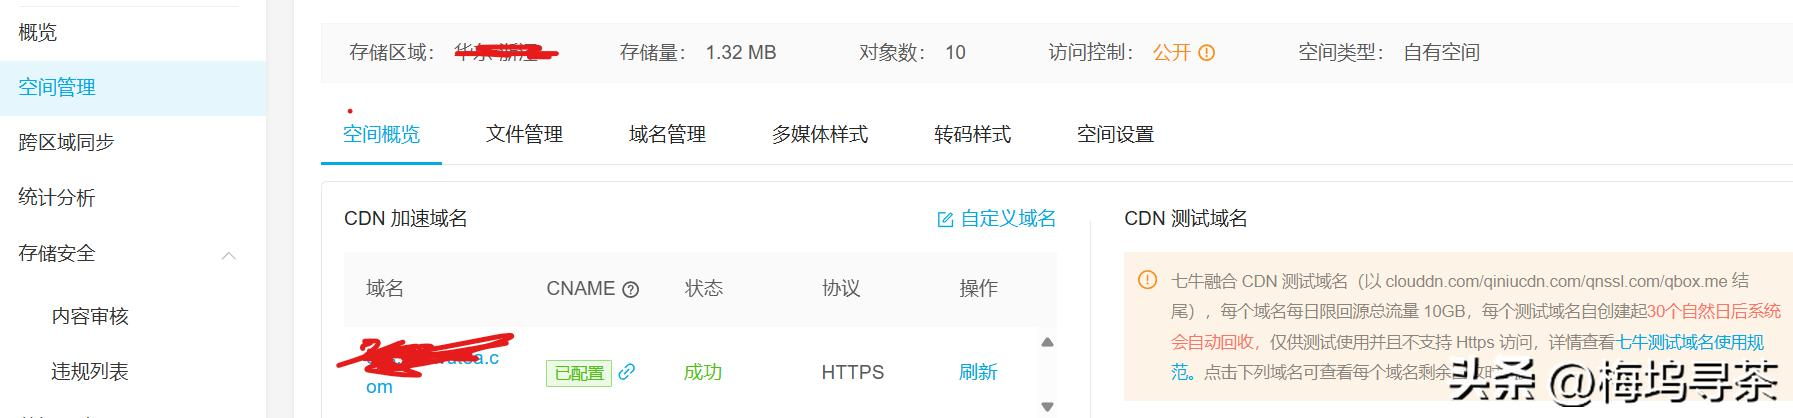 概览
空间管理
跨区域同步
统计分析
存储安全
内容审核
违规列表
存储区域：
存储量： 1.32 MB
对象数： 10
访问控制： 公开
空间类型： 自有空间
空间概览 文件管理 域名管理 多媒体样式 转码样式 空间设置
CDN 加速域名
自定义域名
域名 CNAME 状态 协议 操作
om
已配置 成功 HTTPS 刷新
CDN 测试域名
七牛融合 CDN 测试域名（以 clouddn.com/qiniucdn.com/qnssl.com/qbox.me 结
尾），每个域名每日限回源总流量 10GB，每个测试域名自创建起30个自然日后系统
会自动回收，仅供测试使用并且不支持 Https 访问，详情查看七牛测试域名使用规
范。点击下列域名可查看每个域名剩余
头条 @梅坞寻茶